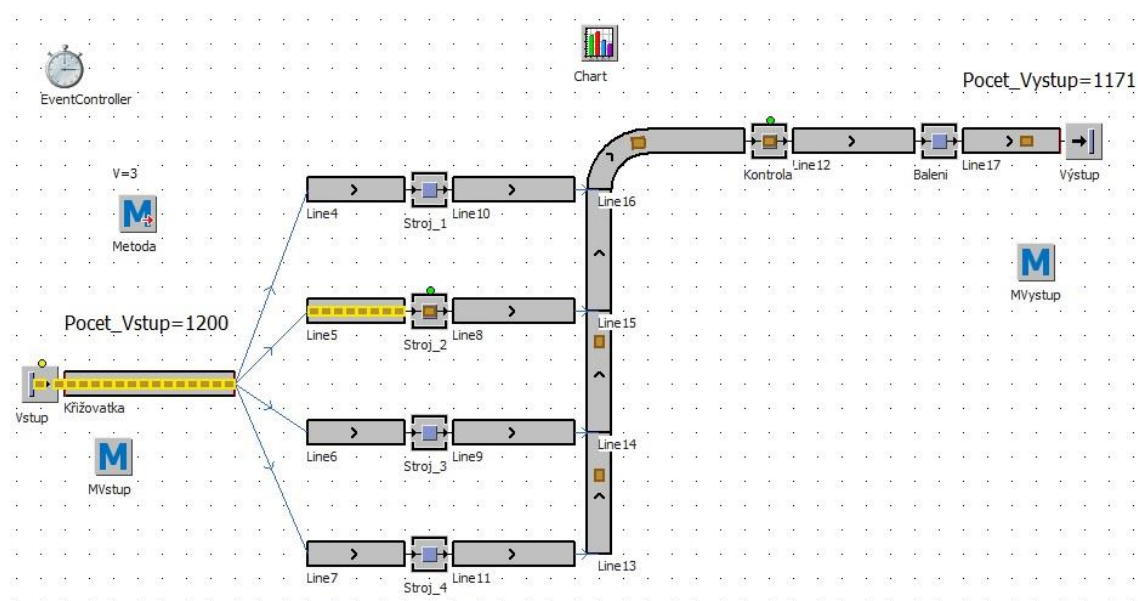 Chart
Pocet_Vystup=1171
EventController
Kontrola
Line12
Baleni
Line17
Výstup
V=3
Metoda
Line4
Stroj_1
Line10
Line16
MVystup
Pocet_Vstup=1200
Line5
Stroj_2
Line8
Line15
Vstup
Křižovatka
Line6
Stroj_3
Line9
Line14
MVstup
Line7
Stroj_4
Line11
Line13